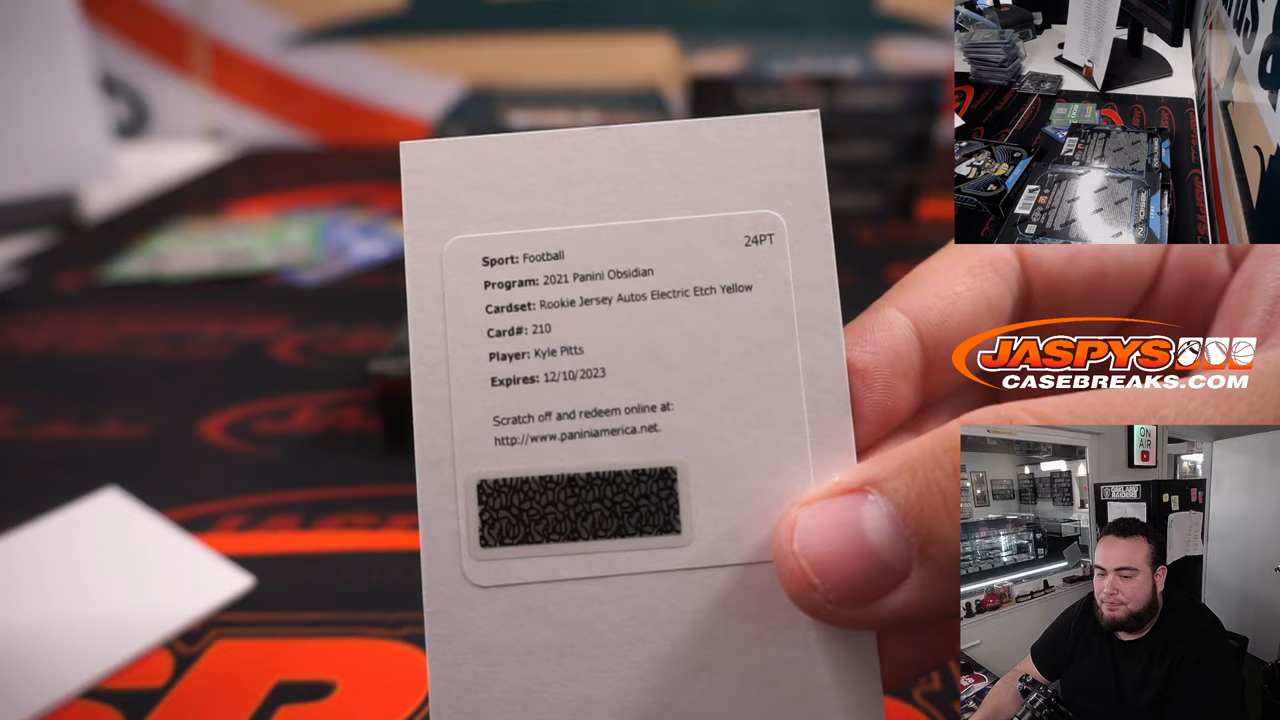 24PT
Sport: Football
Program: 2021 Panini Obsidian
Cardset: Rookie Jersey Autos Electric Etch Yellow
Card#: 210
Player: Kyle Pitts
Expires: 12/10/2023
Scratch off and redeem online at:
http://www.paniniamerica.net.
JASPYS
CASEBREAKS.COM
ON
AIR
OAKLAND
RAIDERS